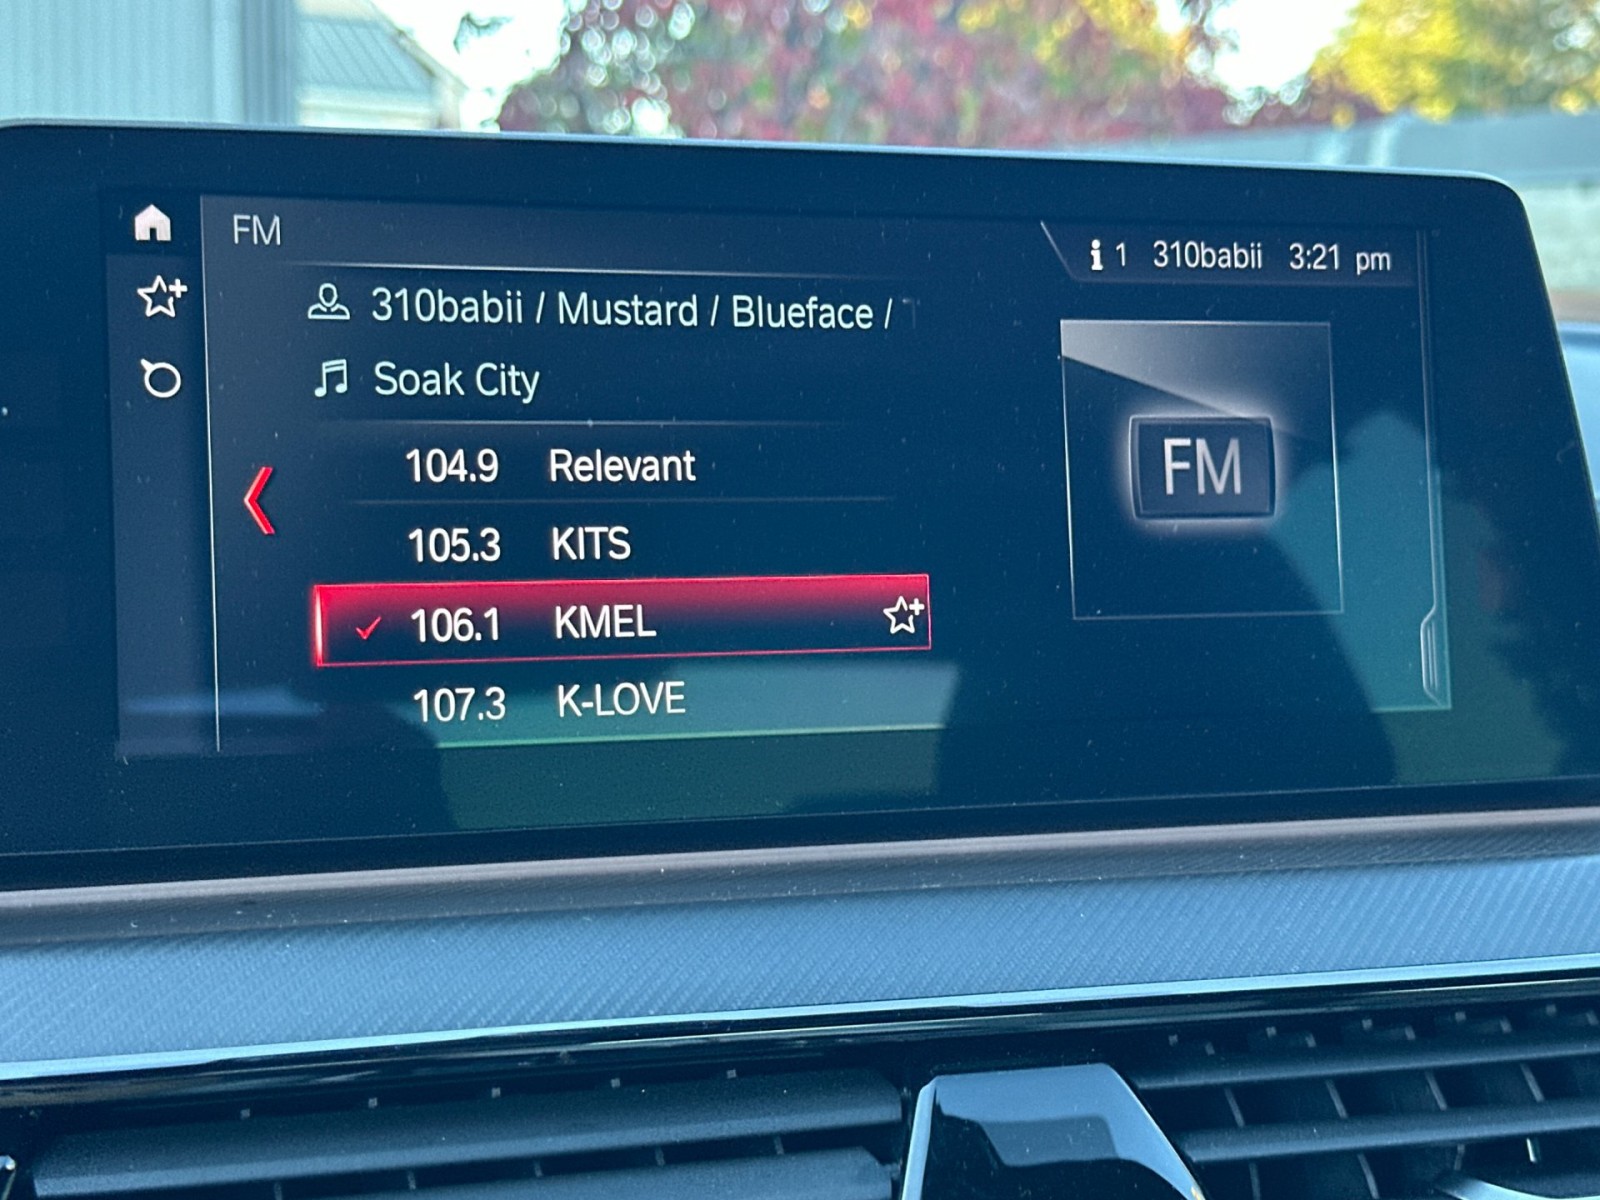 FM
1 310babii 3:21 pm
310babii / Mustard / Blueface /
Soak City
104.9 Relevant
105.3 KITS
106.1 KMEL
107.3 K-LOVE
FM